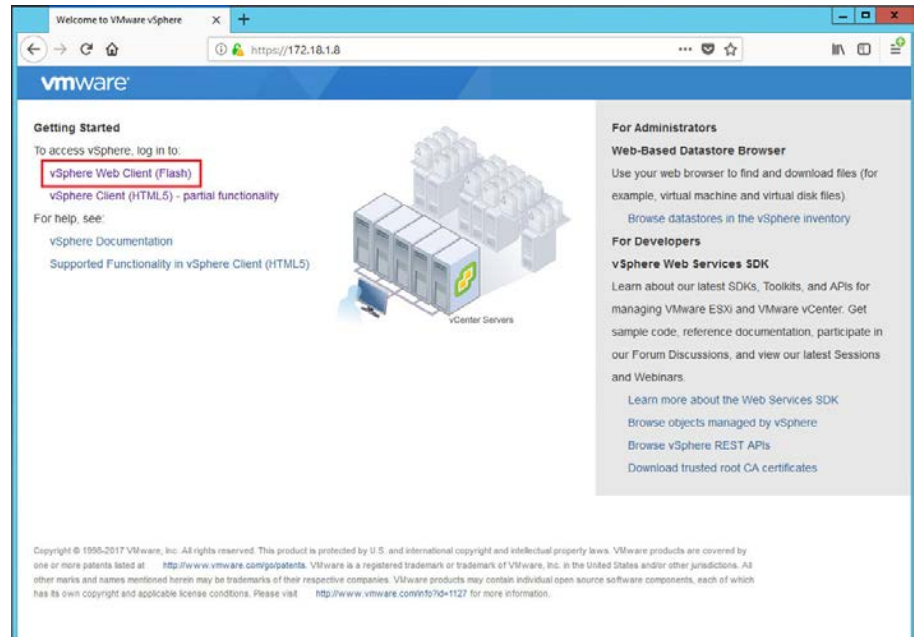 Welcome to VMware vSphere
https://172.18.1.8
vmware
Getting Started
To access vSphere, log in to:
vSphere Web Client (Flash)
vSphere Client (HTML5) - partial functionality
For help, see:
vSphere Documentation
Supported Functionality in vSphere Client (HTML5)
vCenter Servers
For Administrators
Web-Based Datastore Browser
Use your web browser to find and download files (for
example, virtual machine and virtual disk files).
Browse datastores in the vSphere inventory
For Developers
vSphere Web Services SDK
Learn about our latest SDKs, Toolkits, and APIs for
managing VMware ESXi and VMware vCenter. Get
sample code, reference documentation, participate in
our Forum Discussions, and view our latest Sessions
and Webinars.
Learn more about the Web Services SDK
Browse objects managed by vSphere
Browse vSphere REST APIs
Download trusted root CA certificates
Copyright © 1998-2017 VMware, Inc. All rights reserved. This product is protected by U.S. and international copyright and intellectual property laws. VMware products are covered by
one or more patents listed at http://www.vmware.com/go/patents. VMware is a registered trademark or trademark of VMware, Inc. in the United States and/or other jurisdictions. All
other marks and names mentioned herein may be trademarks of their respective companies. VMware products may contain individual open source software components, each of which
has its own copyright and applicable license conditions. Please visit http://www.vmware.com/info?id=1127 for more information.